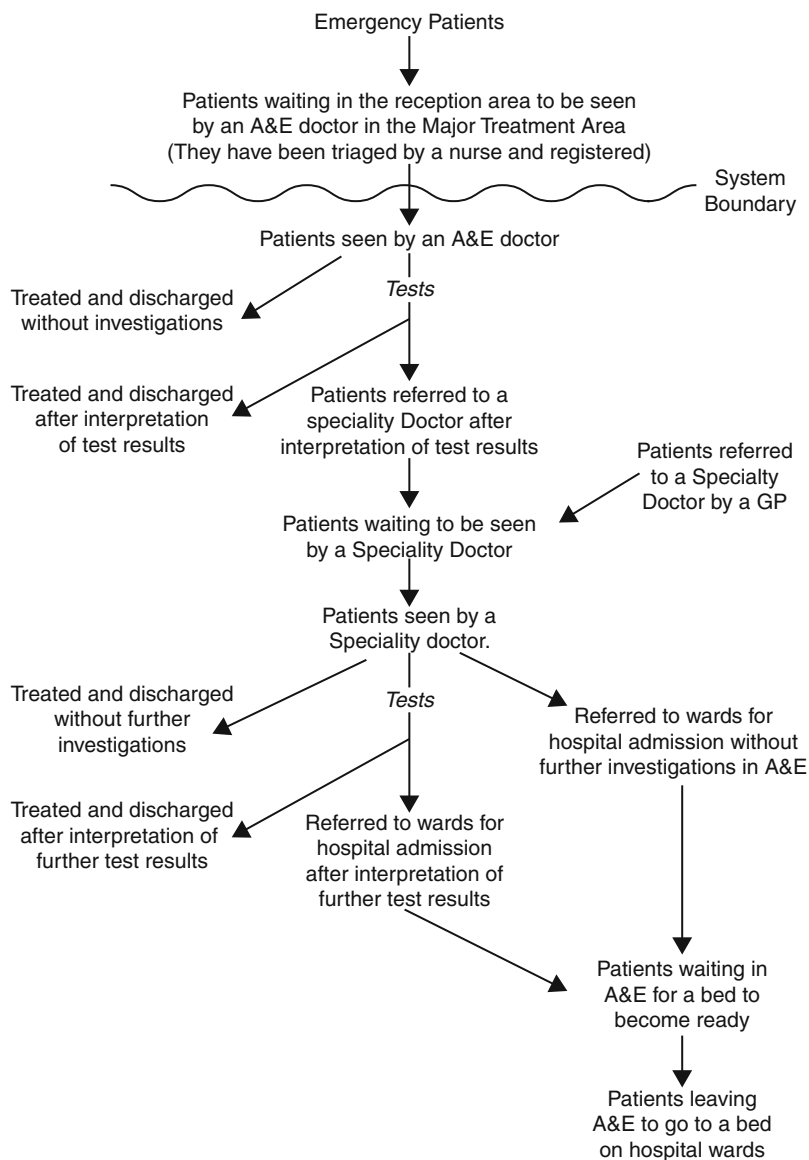 Emergency Patients
Patients waiting in the reception area to be seen
by an A&E doctor in the Major Treatment Area
(They have been triaged by a nurse and registered)
System
Boundary
Patients seen by an A&E doctor
Treated and discharged
without investigations
Tests
Treated and discharged
after interpretation
of test results
Patients referred to a
speciality Doctor after
interpretation of test results
Patients referred
to a Specialty
Doctor by a GP
Patients waiting to be seen
by a Speciality Doctor
Patients seen by a
Speciality doctor.
Treated and discharged
without further
investigations
Tests
Referred to wards for
hospital admission without
further investigations in A&E
Treated and discharged
after interpretation of
further test results
Referred to wards for
hospital admission
after interpretation of
further test results
Patients waiting in
A&E for a bed to
become ready
Patients leaving
A&E to go to a bed
on hospital wards